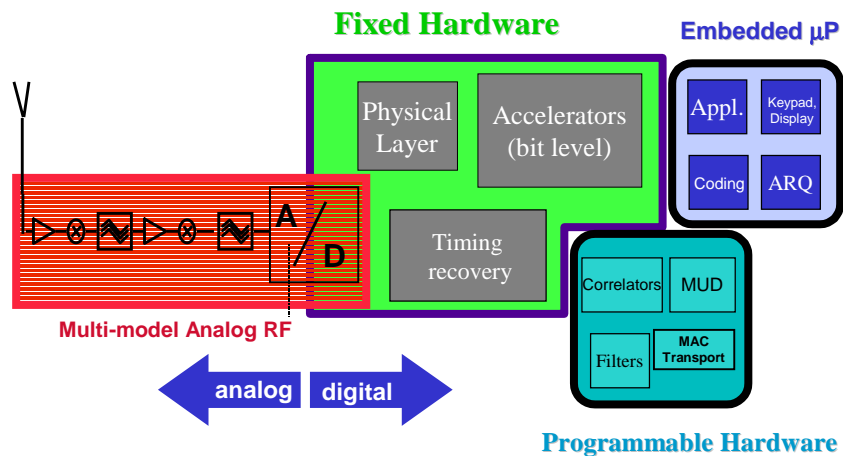 Fixed Hardware
Embedded μP
Physical
Layer
Accelerators
(bit level)
Appl.
Keypad,
Display
Coding
ARQ
A
D
Timing
recovery
Correlators
MUD
Filters
MAC
Transport
Multi-model Analog RF
analog
digital
Programmable Hardware